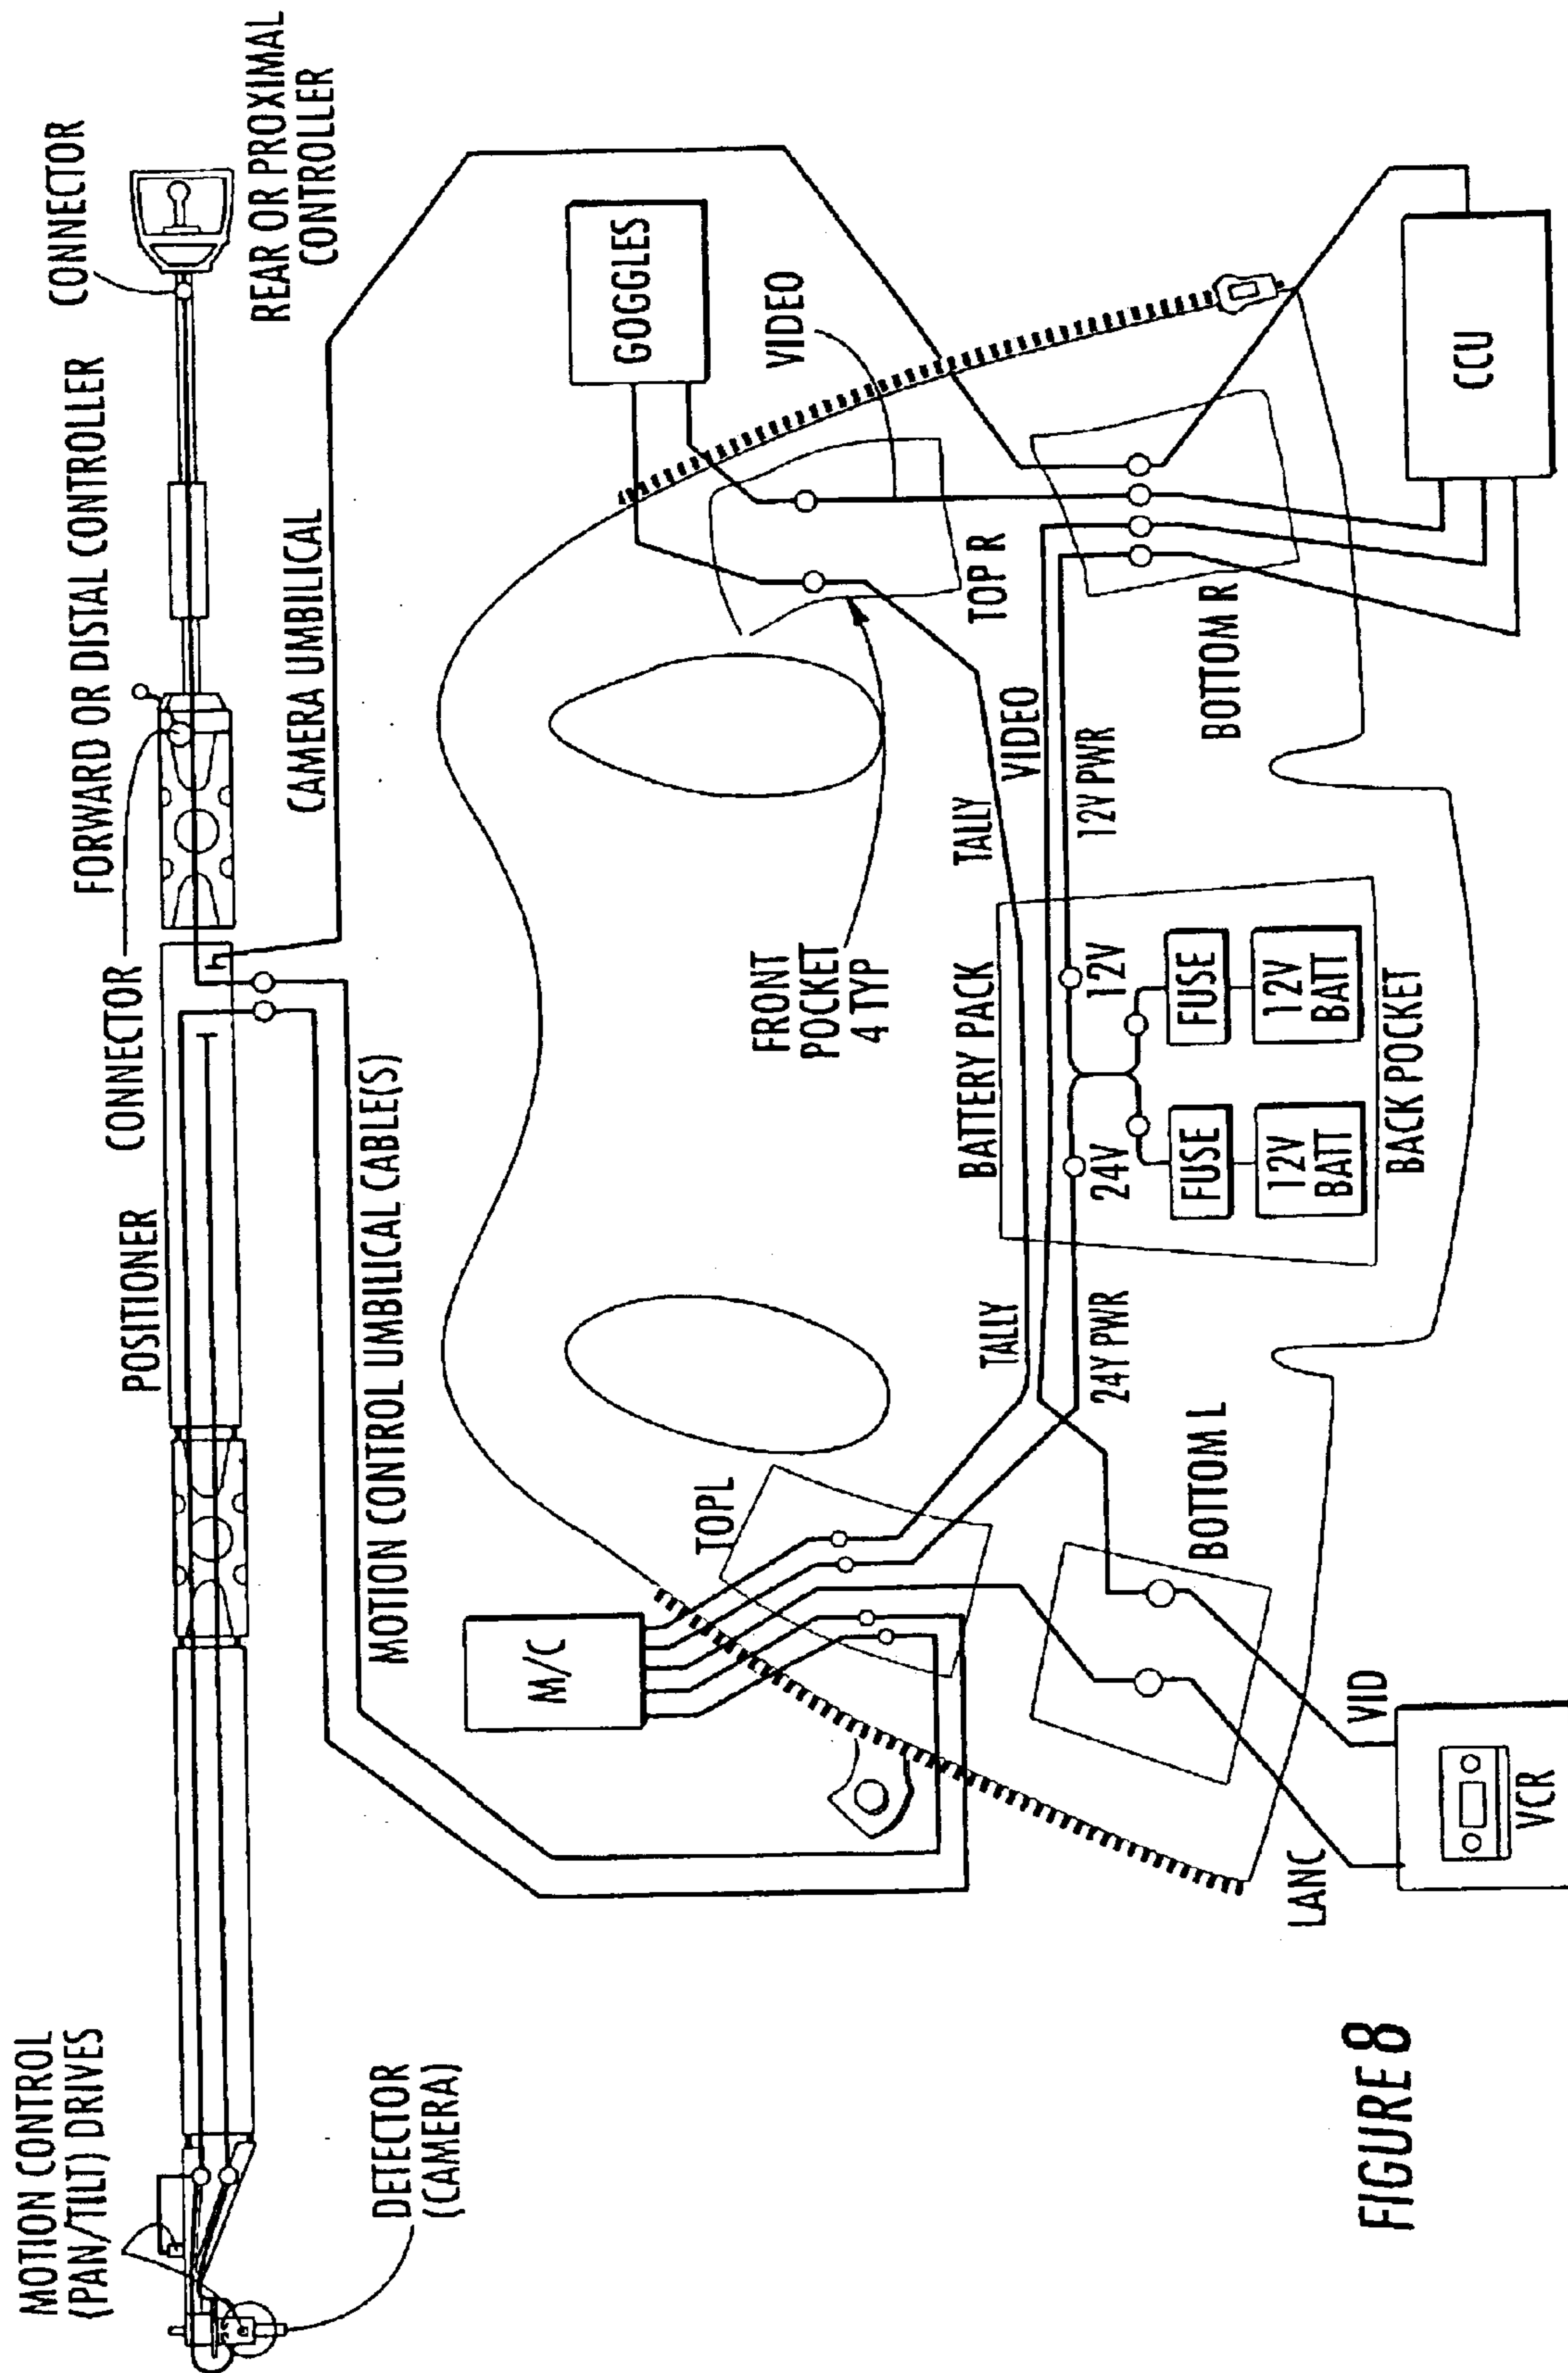 MOTION CONTROL
(PAN/TILT) DRIVES
DETECTOR
(CAMERA)
POSITIONER
CONNECTOR
FORWARD OR DISTAL CONTROLLER
CONNECTOR
REAR OR PROXIMAL
CONTROLLER
MOTION CONTROL UMBILICAL CABLE(S)
CAMERA UMBILICAL
M/C
TOPL
GOGGLES
VIDEO
FRONT
POCKET
4 TYP
TOP R
TALLY
24Y PWR
BATTERY PACK
TALLY
VIDEO
12V PWR
24V
12V
FUSE
FUSE
12V
BATT
12V
BATT
BACK POCKET
BOTTOM L
BOTTOM R
LANC
VID
VCR
CCU
FIGURE 8